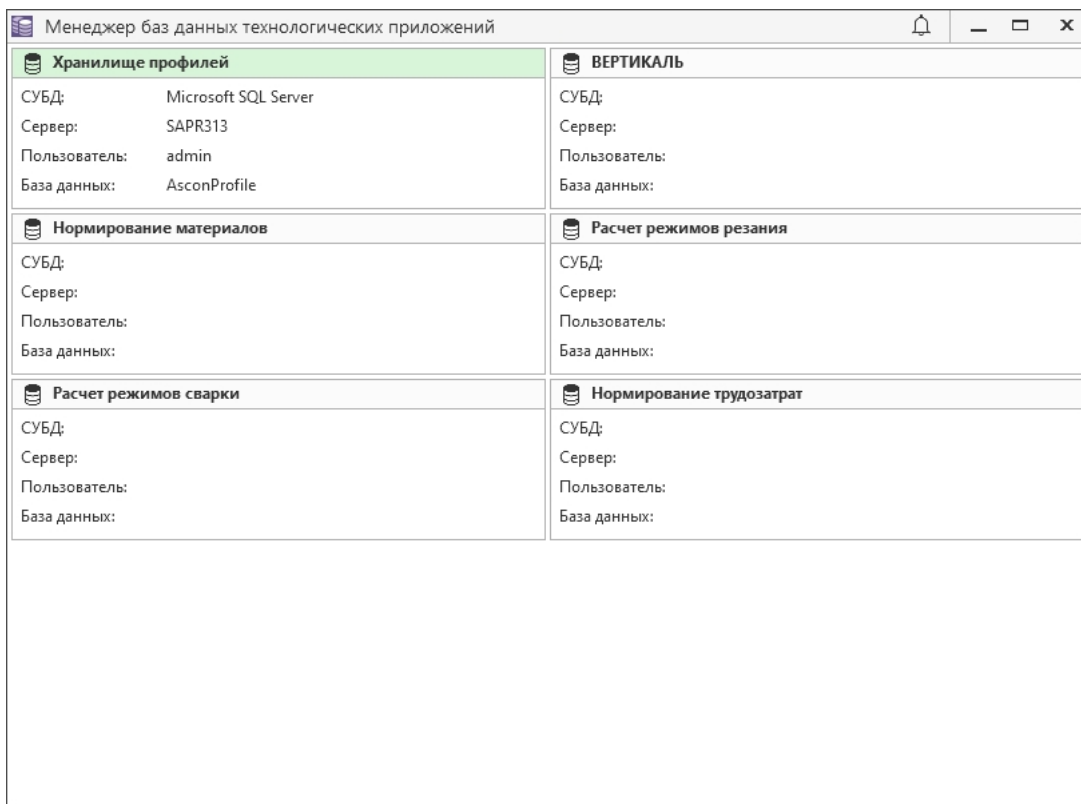 Менеджер баз данных технологических приложений
Хранилище профилей
СУБД: Microsoft SQL Server
Сервер: SAPR313
Пользователь: admin
База данных: AsconProfile
ВЕРТИКАЛЬ
СУБД:
Сервер:
Пользователь:
База данных:
Нормирование материалов
СУБД:
Сервер:
Пользователь:
База данных:
Расчет режимов резания
СУБД:
Сервер:
Пользователь:
База данных:
Расчет режимов сварки
СУБД:
Сервер:
Пользователь:
База данных:
Нормирование трудозатрат
СУБД:
Сервер:
Пользователь:
База данных: